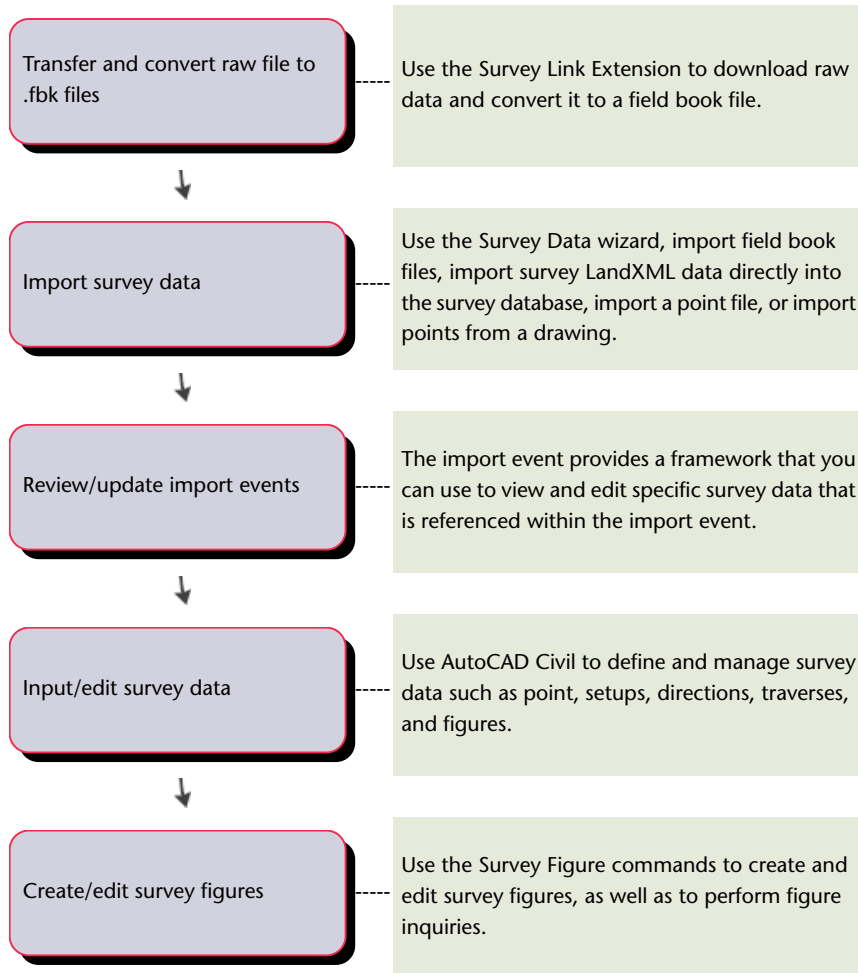 Transfer and convert raw file to
.fbk files
Use the Survey Link Extension to download raw
data and convert it to a field book file.
Import survey data
Use the Survey Data wizard, import field book
files, import survey LandXML data directly into
the survey database, import a point file, or import
points from a drawing.
Review/update import events
The import event provides a framework that you
can use to view and edit specific survey data that
is referenced within the import event.
Input/edit survey data
Use AutoCAD Civil to define and manage survey
data such as point, setups, directions, traverses,
and figures.
Create/edit survey figures
Use the Survey Figure commands to create and
edit survey figures, as well as to perform figure
inquiries.